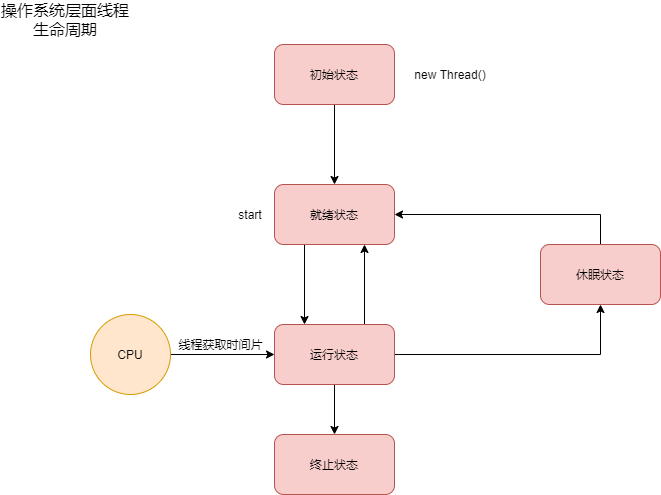 操作系统层面线程
生命周期
初始状态
new Thread()
start
就绪状态
休眠状态
CPU
线程获取时间片
运行状态
终止状态